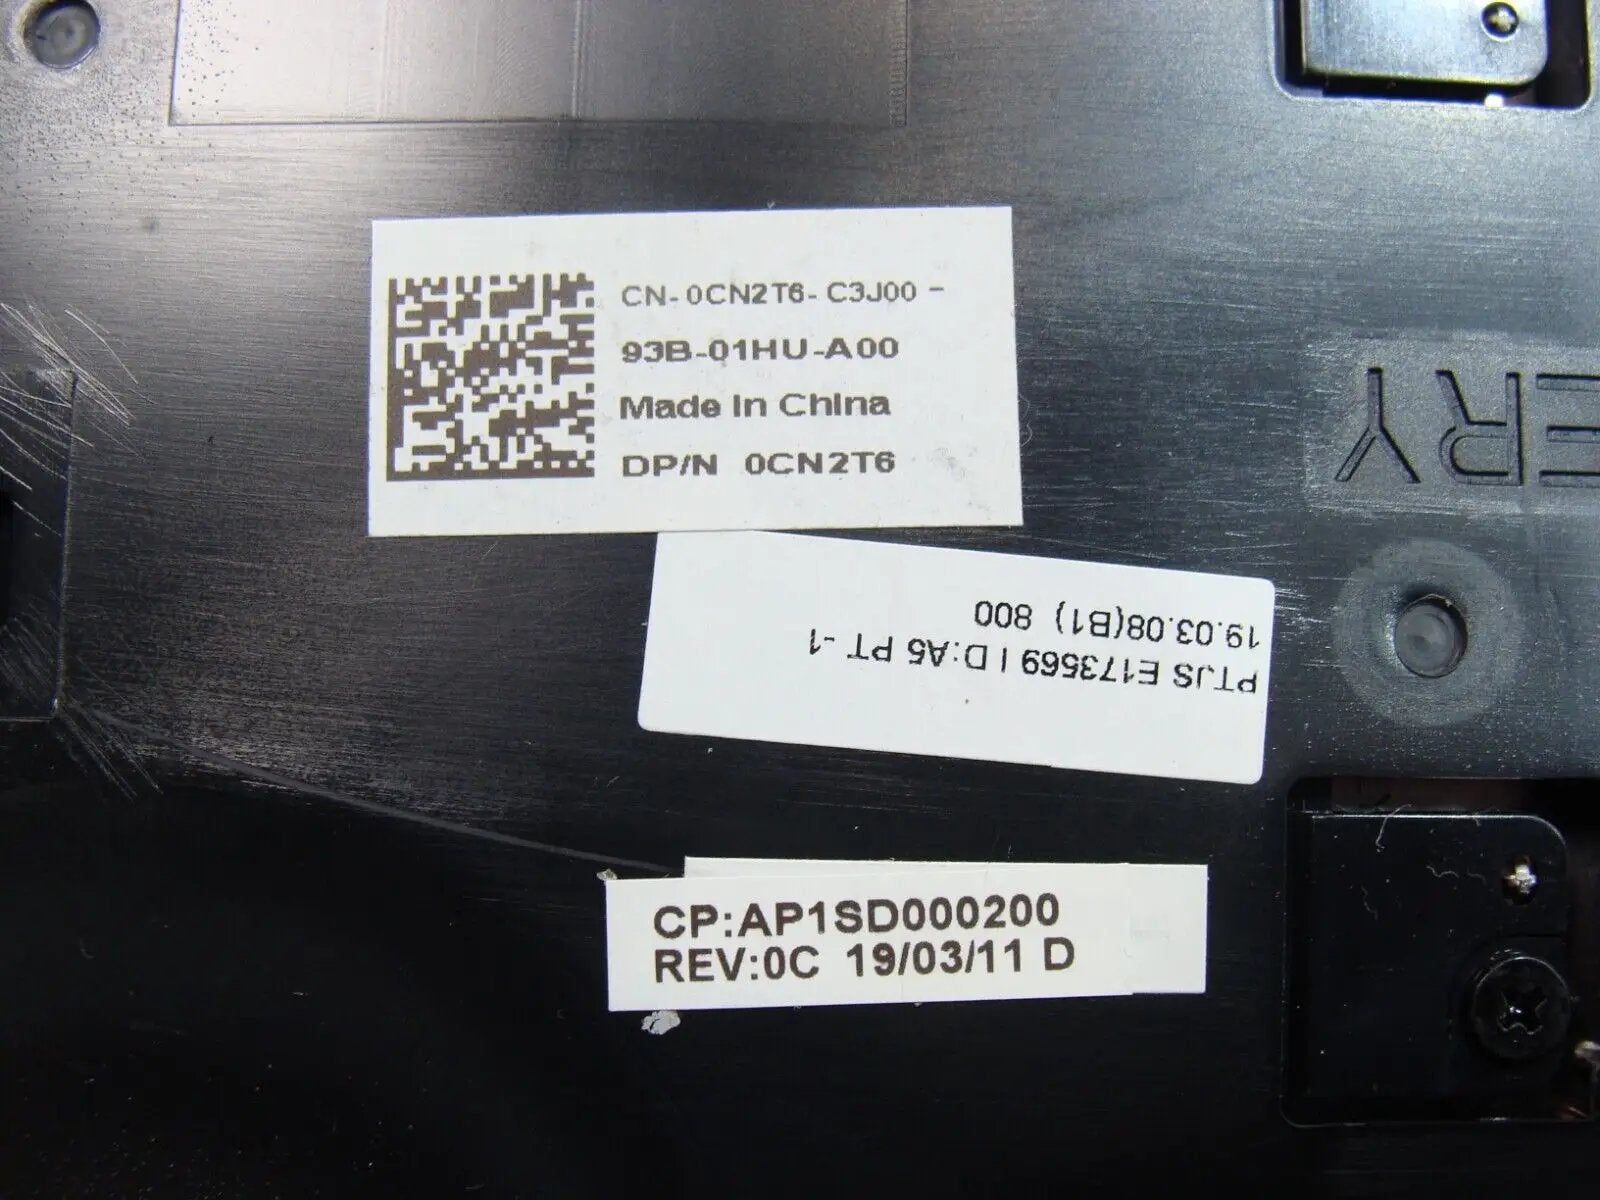 CN-0CN2T6-C3J00-
93B-01HU-A00
Made In China
DP/N 0CN2T6
ERY
PTJS E173569 I D:A5 PT -1
19.03.08(B1) 800
CP:AP1SD000200
REV:0C 19/03/11 D